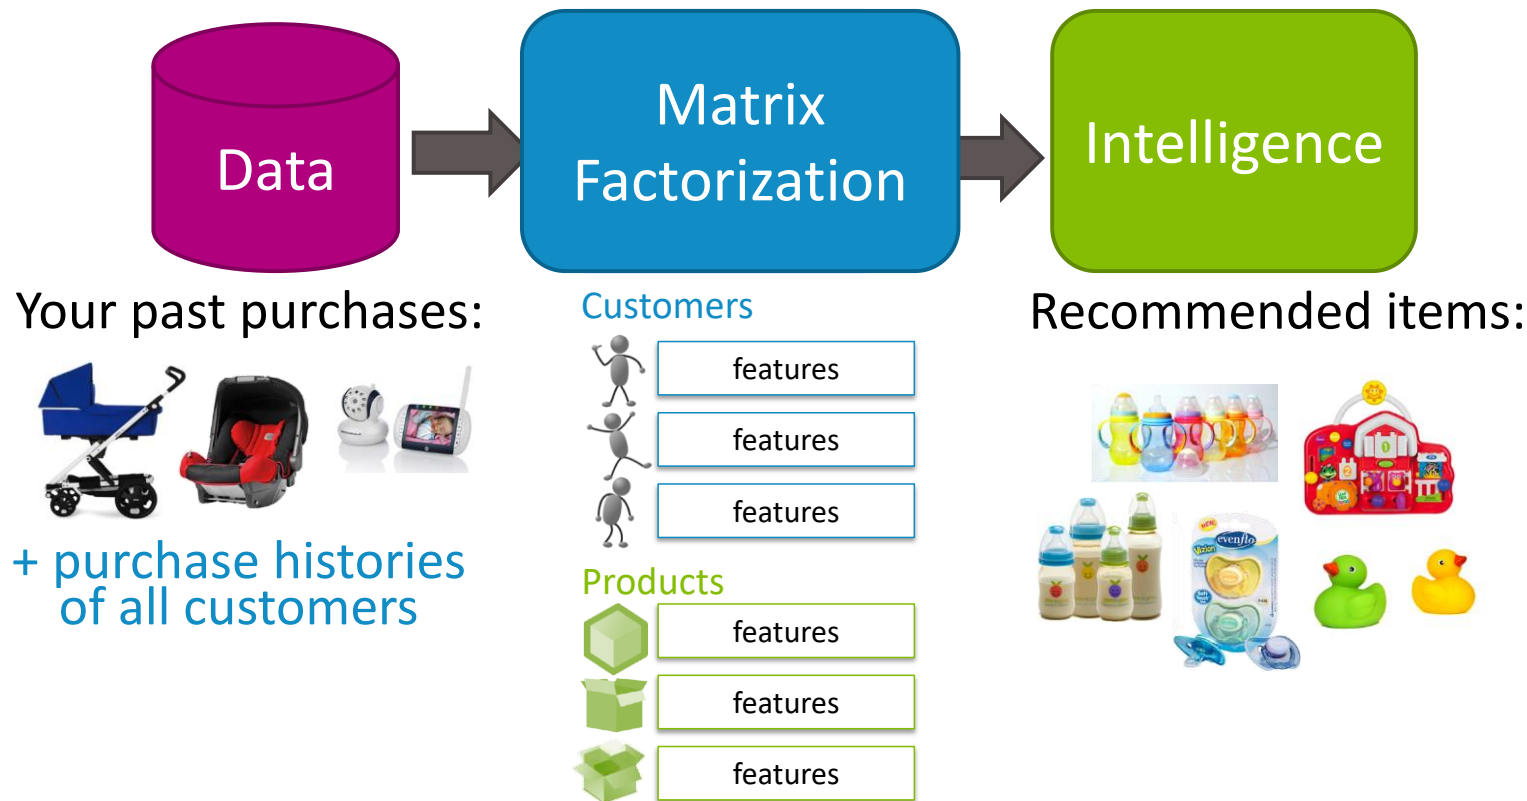 Data
Matrix
Factorization
Intelligence
Your past purchases:
+ purchase histories
of all customers
Customers
features
features
features
Products
features
features
features
Recommended items:
evenflo